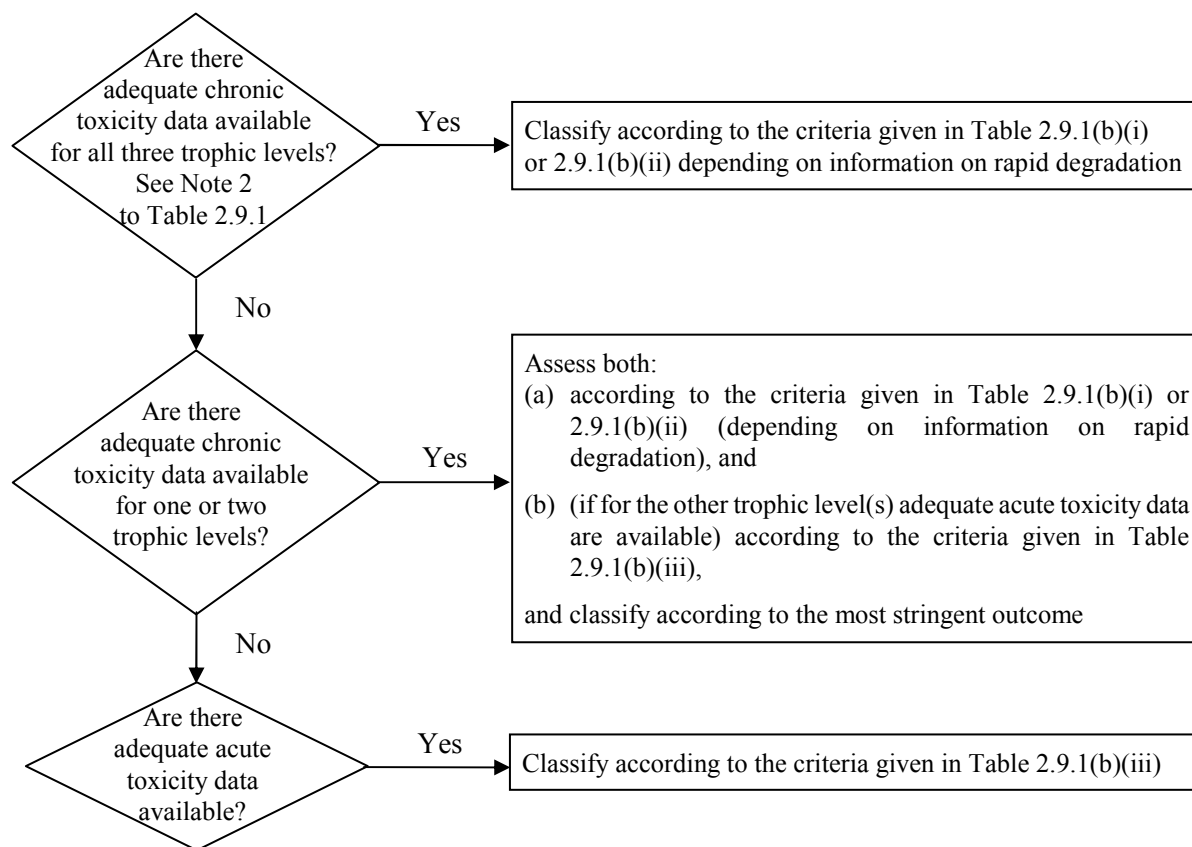 Are there
adequate chronic
toxicity data available
for all three trophic levels?
See Note 2
to Table 2.9.1
Yes
Classify according to the criteria given in Table 2.9.1(b)(i)
or 2.9.1(b)(ii) depending on information on rapid degradation
No
Are there
adequate chronic
toxicity data available
for one or two
trophic levels?
Yes
Assess both:
(a) according to the criteria given in Table 2.9.1(b)(i) or
2.9.1(b)(ii) (depending on information on rapid
degradation), and
(b) (if for the other trophic level(s) adequate acute toxicity data
are available) according to the criteria given in Table
2.9.1(b)(iii),
and classify according to the most stringent outcome
No
Are there
adequate acute
toxicity data
available?
Yes
Classify according to the criteria given in Table 2.9.1(b)(iii)